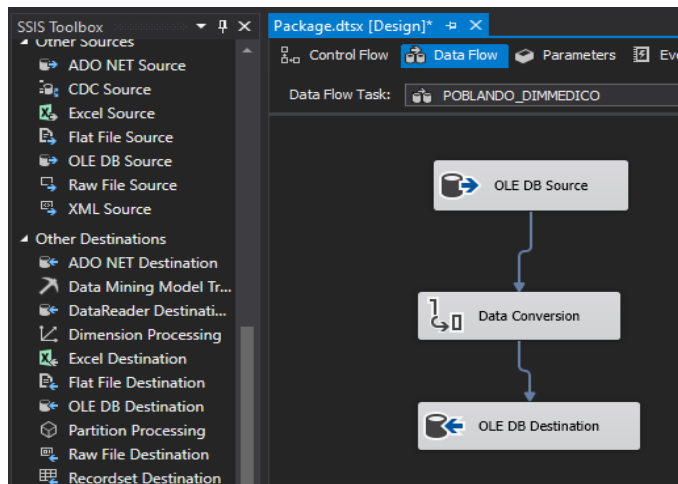 SSIS Toolbox
Other Sources
ADO NET Source
CDC Source
Excel Source
Flat File Source
OLE DB Source
Raw File Source
XML Source
Other Destinations
ADO NET Destination
Data Mining Model Tr...
DataReader Destinati...
Dimension Processing
Excel Destination
Flat File Destination
OLE DB Destination
Partition Processing
Raw File Destination
Recordset Destination
Package.dtsx [Design]*
Control Flow Data Flow Parameters Eve
Data Flow Task: POBLANDO_DIMMEDICO
OLE DB Source
Data Conversion
OLE DB Destination